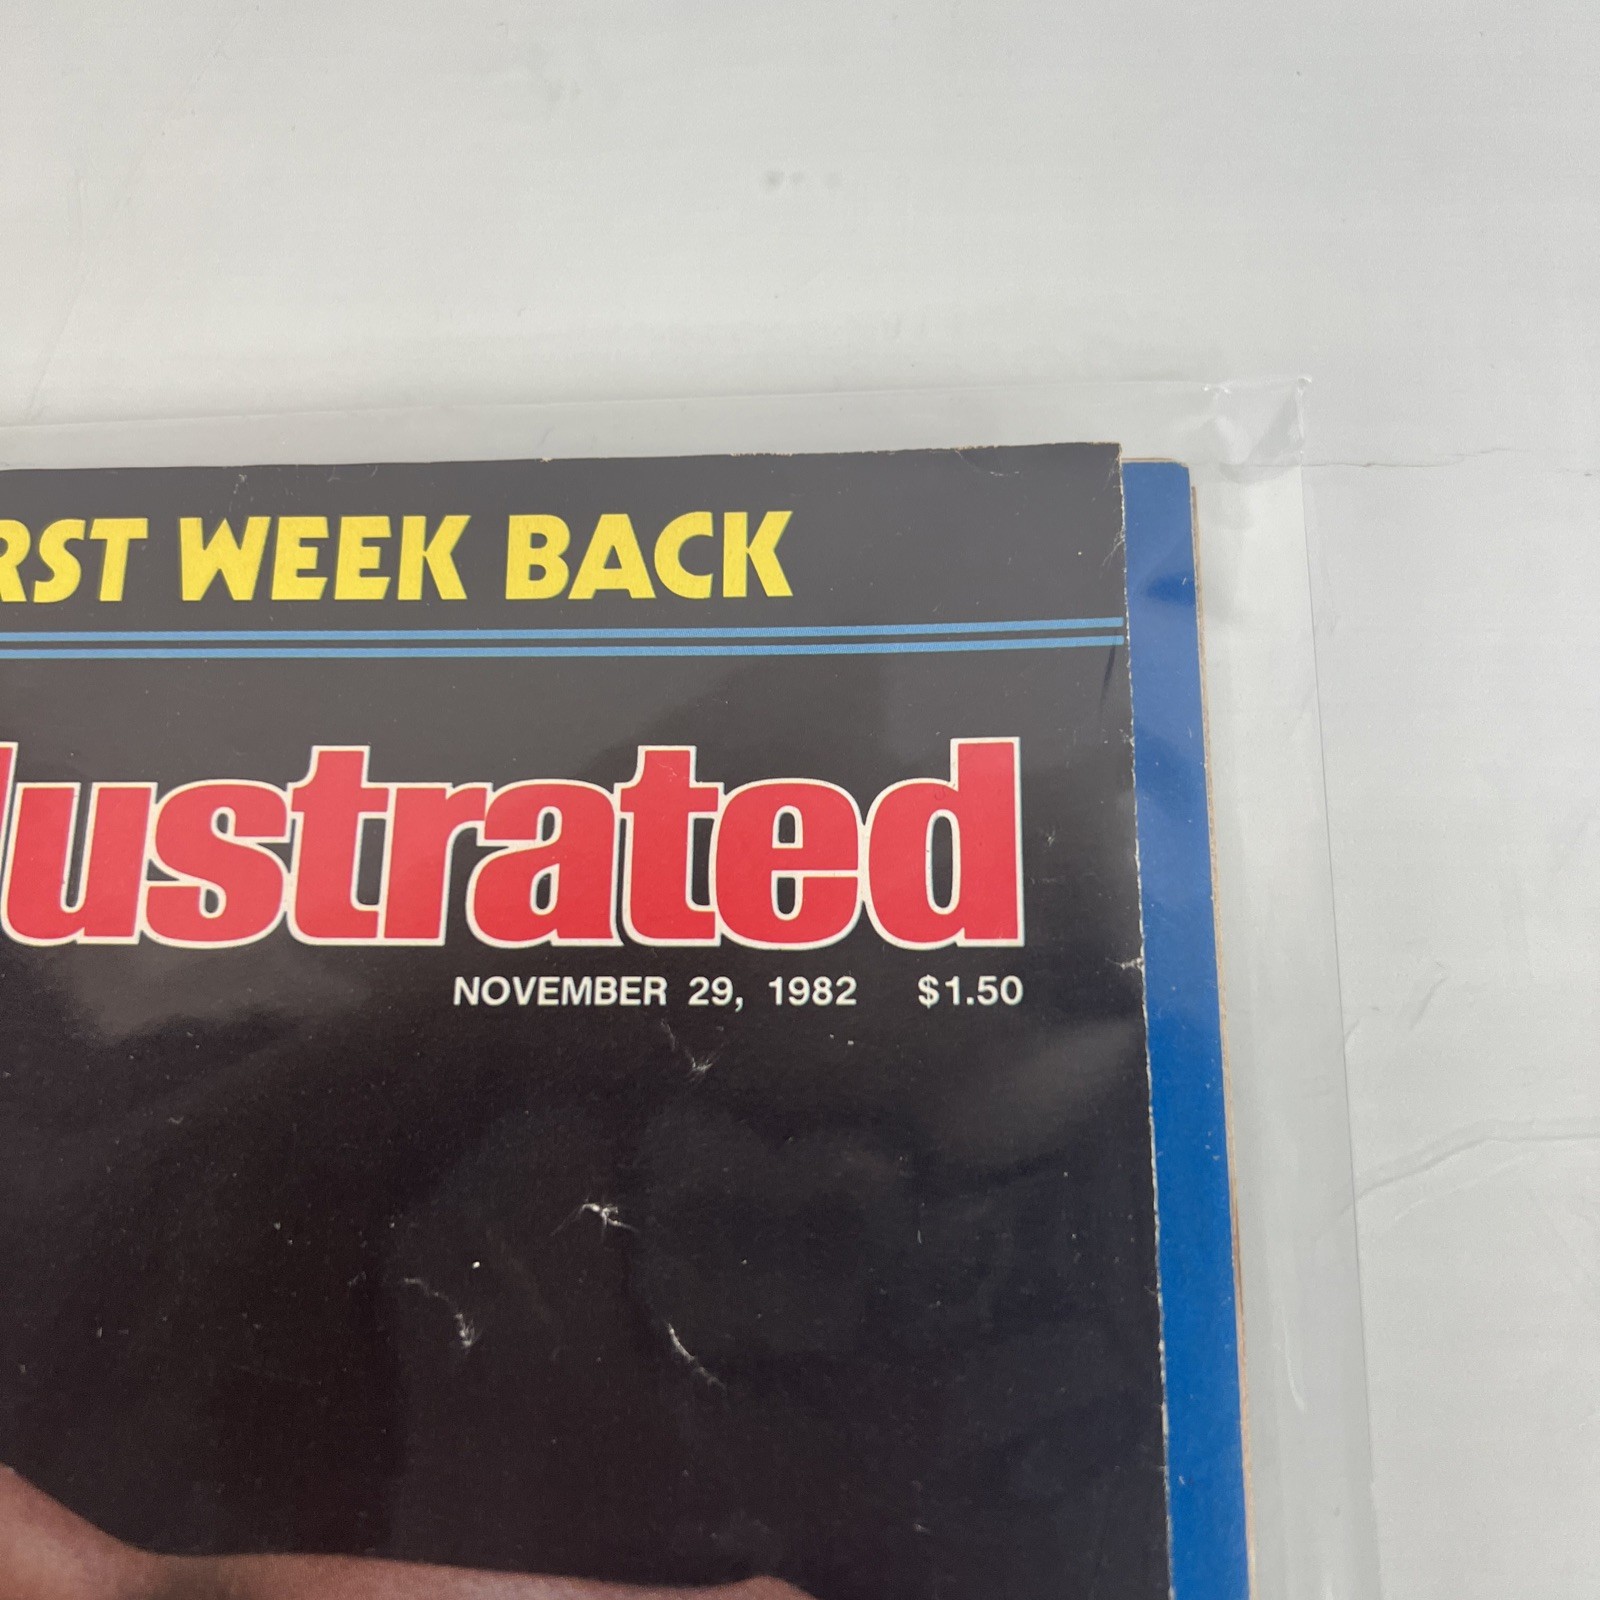 RST WEEK BACK
llustrated
NOVEMBER 29, 1982 $1.50